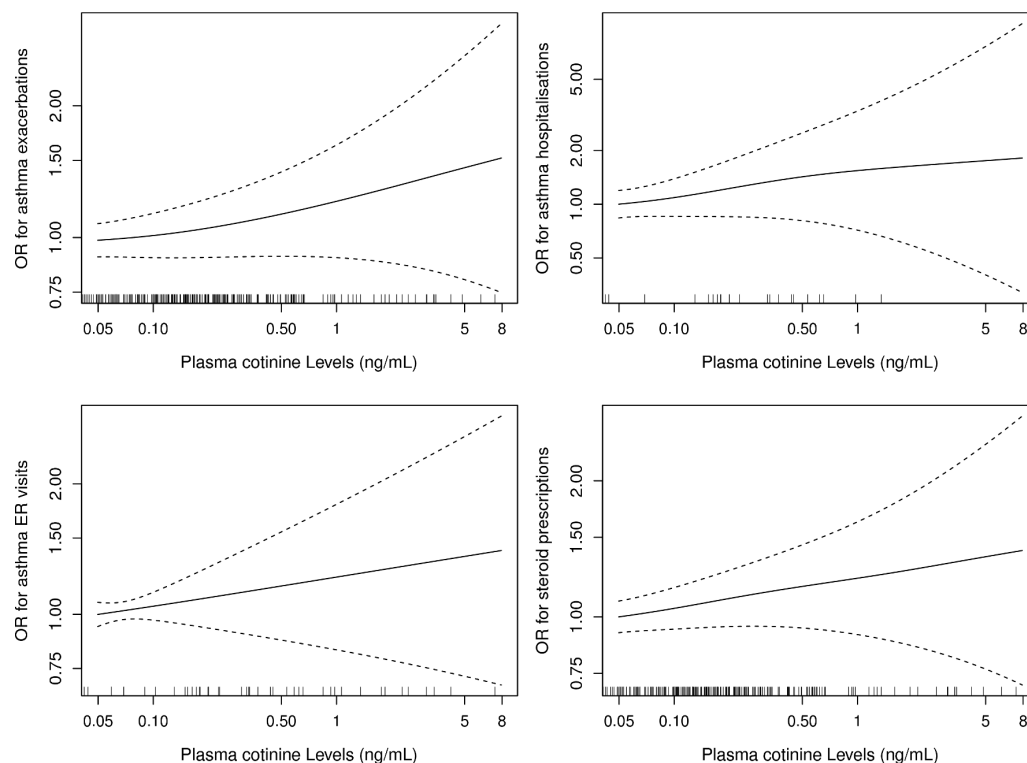 OR for asthma exacerbations
2.00
1.50
1.00
0.75
0.05 0.10 0.50 1 5 8
Plasma cotinine Levels (ng/mL)
OR for asthma hospitalisations
5.00
2.00
1.00
0.50
0.05 0.10 0.50 1 5 8
Plasma cotinine Levels (ng/mL)
OR for asthma ER visits
2.00
1.50
1.00
0.75
0.05 0.10 0.50 1 5 8
Plasma cotinine Levels (ng/mL)
OR for steroid prescriptions
2.00
1.50
1.00
0.75
0.05 0.10 0.50 1 5 8
Plasma cotinine Levels (ng/mL)